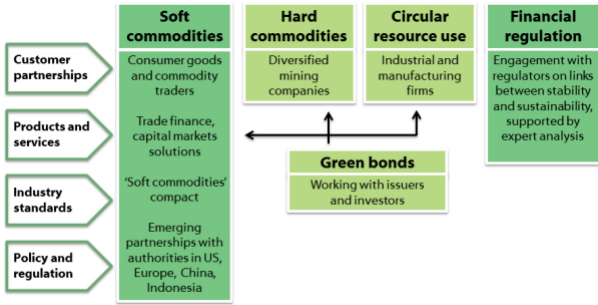 Soft
commodities
Hard
commodities
Circular
resource use
Financial
regulation
Customer
partnerships
Consumer goods
and commodity
traders
Diversified
mining
companies
Industrial and
manufacturing
firms
Engagement with
regulators on links
between stability
and sustainability,
supported by
expert analysis
Products and
services
Trade finance,
capital markets
solutions
Green bonds
Working with issuers
and investors
Industry
standards
‘Soft commodities’
compact
Policy and
regulation
Emerging
partnerships with
authorities in US,
Europe, China,
Indonesia